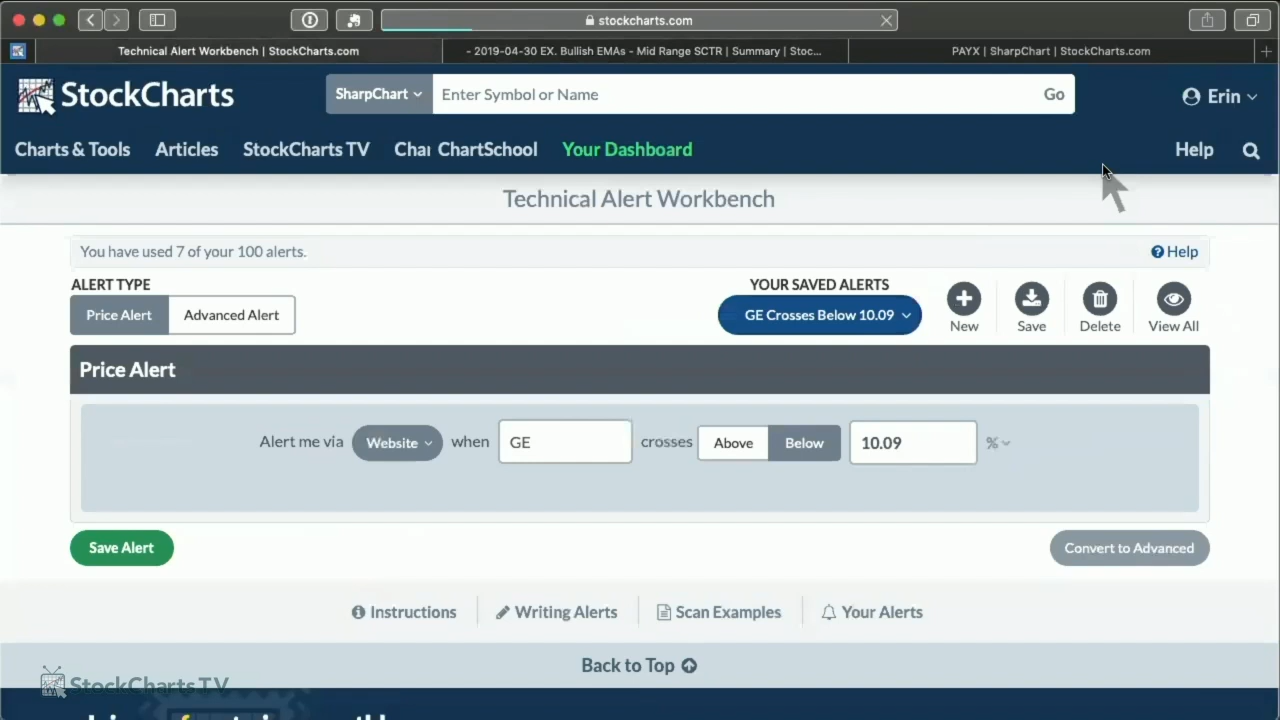 stockcharts.com
Technical Alert Workbench | StockCharts.com
- 2019-04-30 EX. Bullish EMAs - Mid Range SCTR | Summary | Stoc...
PAYX | SharpChart | StockCharts.com
StockCharts
SharpChart
Enter Symbol or Name
Go
Erin
Charts & Tools
Articles
StockCharts TV
Chai
ChartSchool
Your Dashboard
Help
Technical Alert Workbench
You have used 7 of your 100 alerts.
Help
ALERT TYPE
Price Alert
Advanced Alert
YOUR SAVED ALERTS
GE Crosses Below 10.09
New
Save
Delete
View All
Price Alert
Alert me via Website when GE crosses Above Below 10.09 %
Save Alert
Convert to Advanced
Instructions
Writing Alerts
Scan Examples
Your Alerts
Back to Top
StockChartsTV